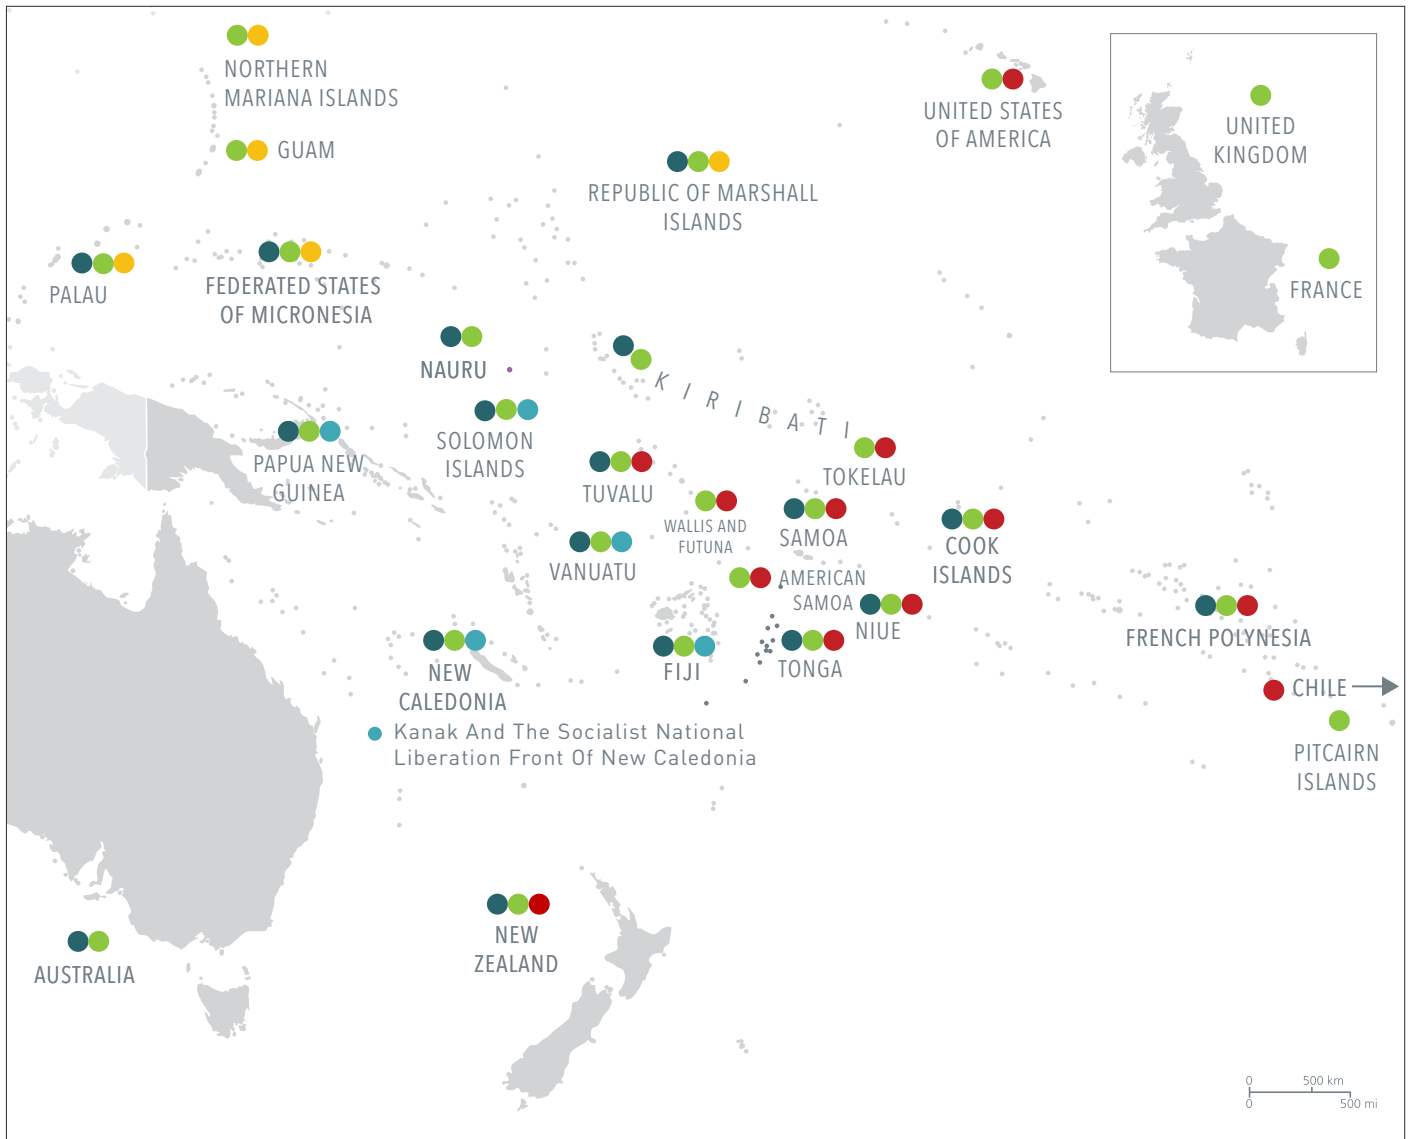 NORTHERN
MARIANA ISLANDS
GUAM
UNITED STATES
OF AMERICA
UNITED
KINGDOM
FRANCE
REPUBLIC OF MARSHALL
ISLANDS
PALAU
FEDERATED STATES
OF MICRONESIA
NAURU
KIRIBATI
SOLOMON
ISLANDS
PAPUA NEW
GUINEA
TUVALU
TOKELAU
WALLIS AND
FUTUNA
SAMOA
COOK
ISLANDS
VANUATU
AMERICAN
SAMOA
NIUE
FRENCH POLYNESIA
NEW
CALEDONIA
FIJI
TONGA
CHILE
Kanak And The Socialist National
Liberation Front Of New Caledonia
PITCAIRN
ISLANDS
NEW
ZEALAND
AUSTRALIA
0 500 km
0 500 mi